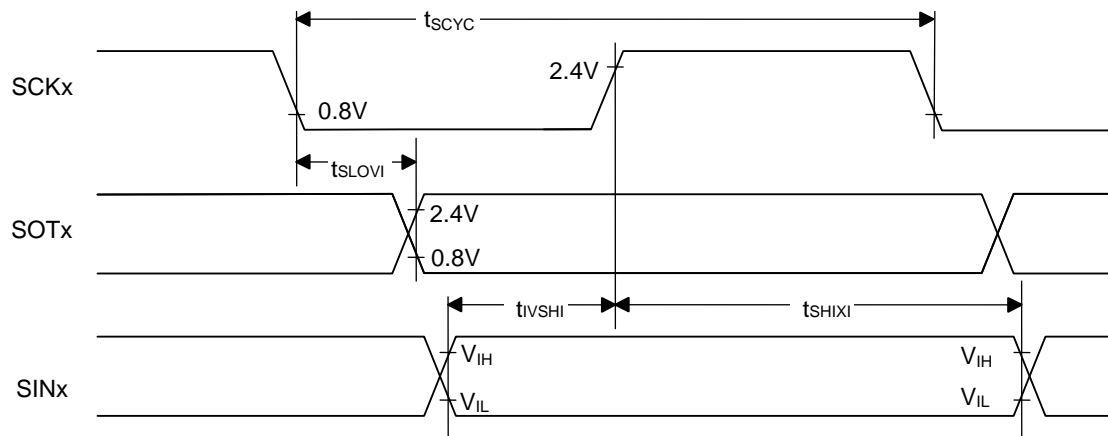 tSCYC
SCKx
2.4V
0.8V
tSLOVI
SOTx
2.4V
0.8V
tIVSHI
tSHIXI
SINx
VIH
VIH
VIL
VIL